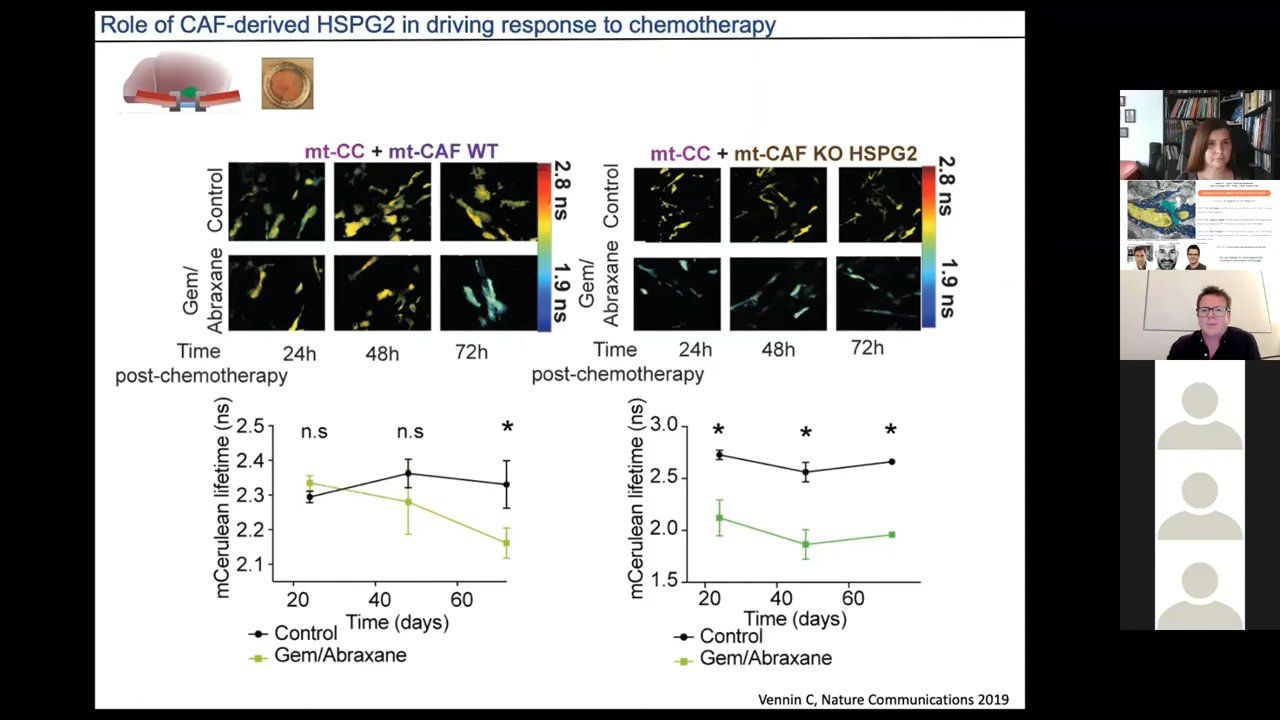 Role of CAF-derived HSPG2 in driving response to chemotherapy
mt-CC + mt-CAF WT
Control
Gem/
Abraxane
2.8 ns
1.9 ns
Time
post-chemotherapy
24h
48h
72h
mt-CC + mt-CAF KO HSPG2
Control
Gem/
Abraxane
2.8 ns
1.9 ns
Time
post-chemotherapy
24h
48h
72h
mCerulean lifetime (ns)
2.5
2.4
2.3
2.2
2.1
n.s
n.s
*
20
40
60
Time (days)
Control
Gem/Abraxane
mCerulean lifetime (ns)
3.0
2.5
2.0
1.5
*
*
*
20
40
60
Time (days)
Control
Gem/Abraxane
Vennin C, Nature Communications 2019